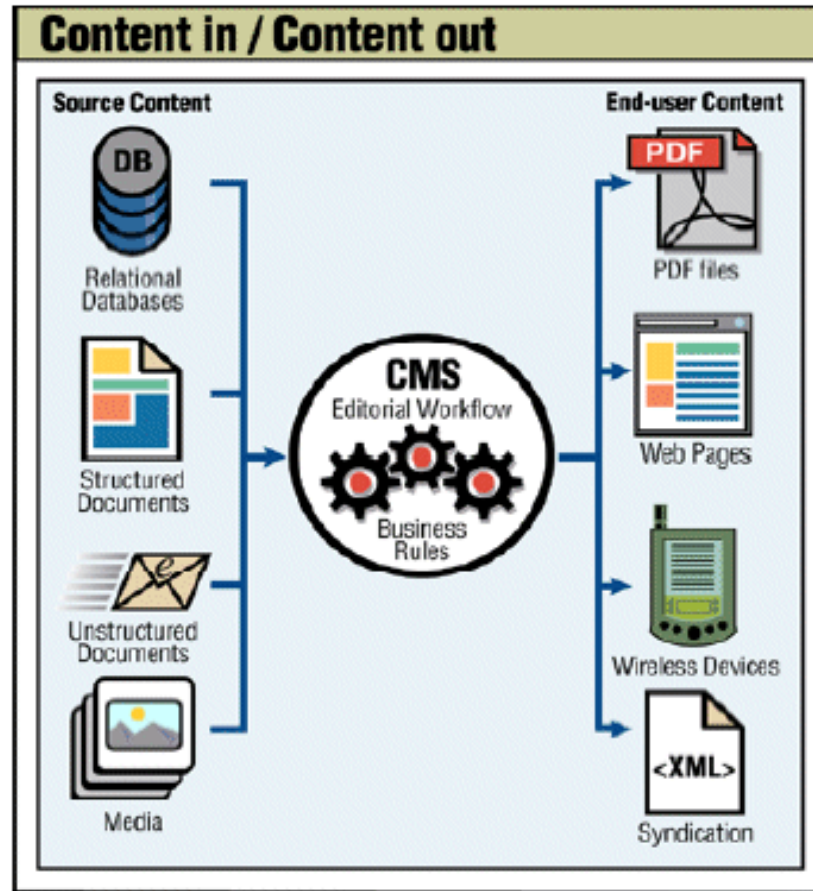 Content in / Content out
Source Content
DB
Relational
Databases
Structured
Documents
e
Unstructured
Documents
Media
CMS
Editorial Workflow
Business
Rules
End-user Content
PDF
PDF files
Web Pages
Wireless Devices
<XML>
Syndication